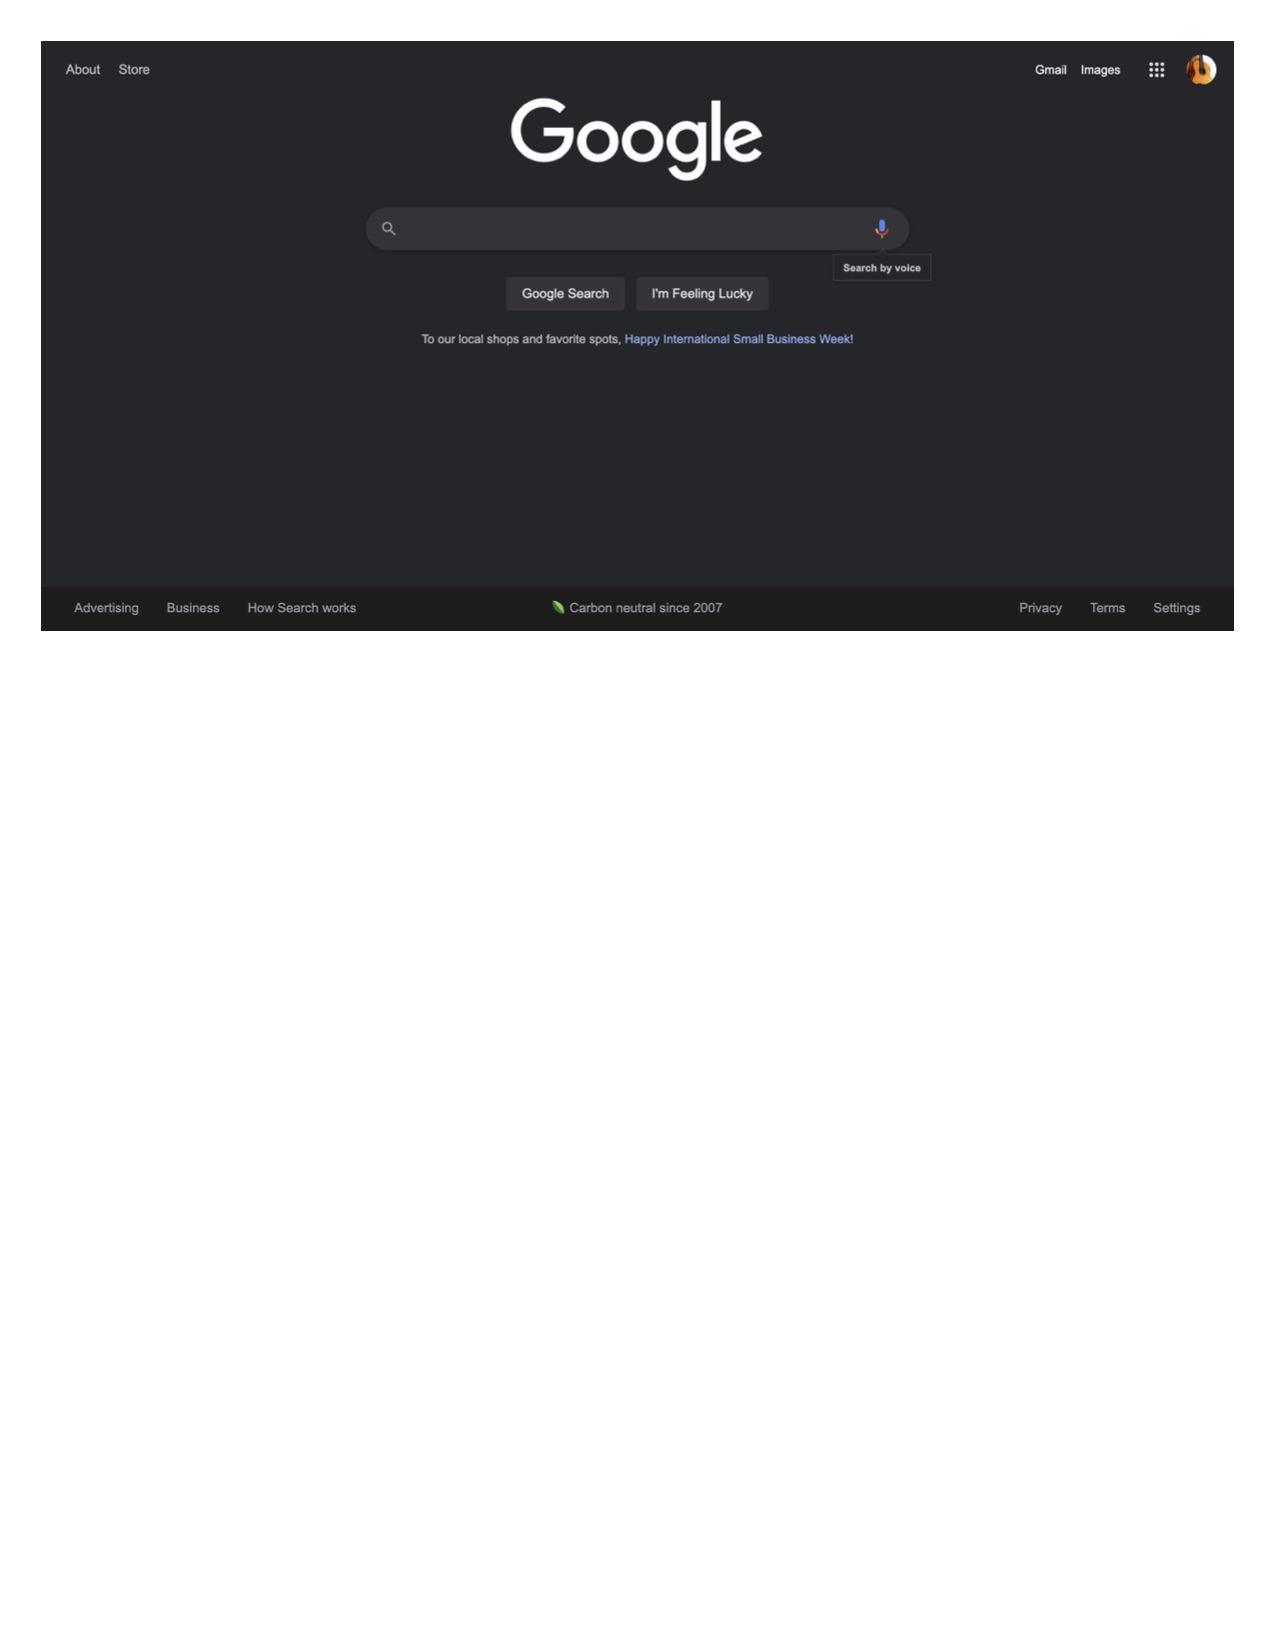 About Store Gmail Images
Google
Search by voice
Google Search I'm Feeling Lucky
To our local shops and favorite spots, Happy International Small Business Week!
Advertising Business How Search works Carbon neutral since 2007 Privacy Terms Settings